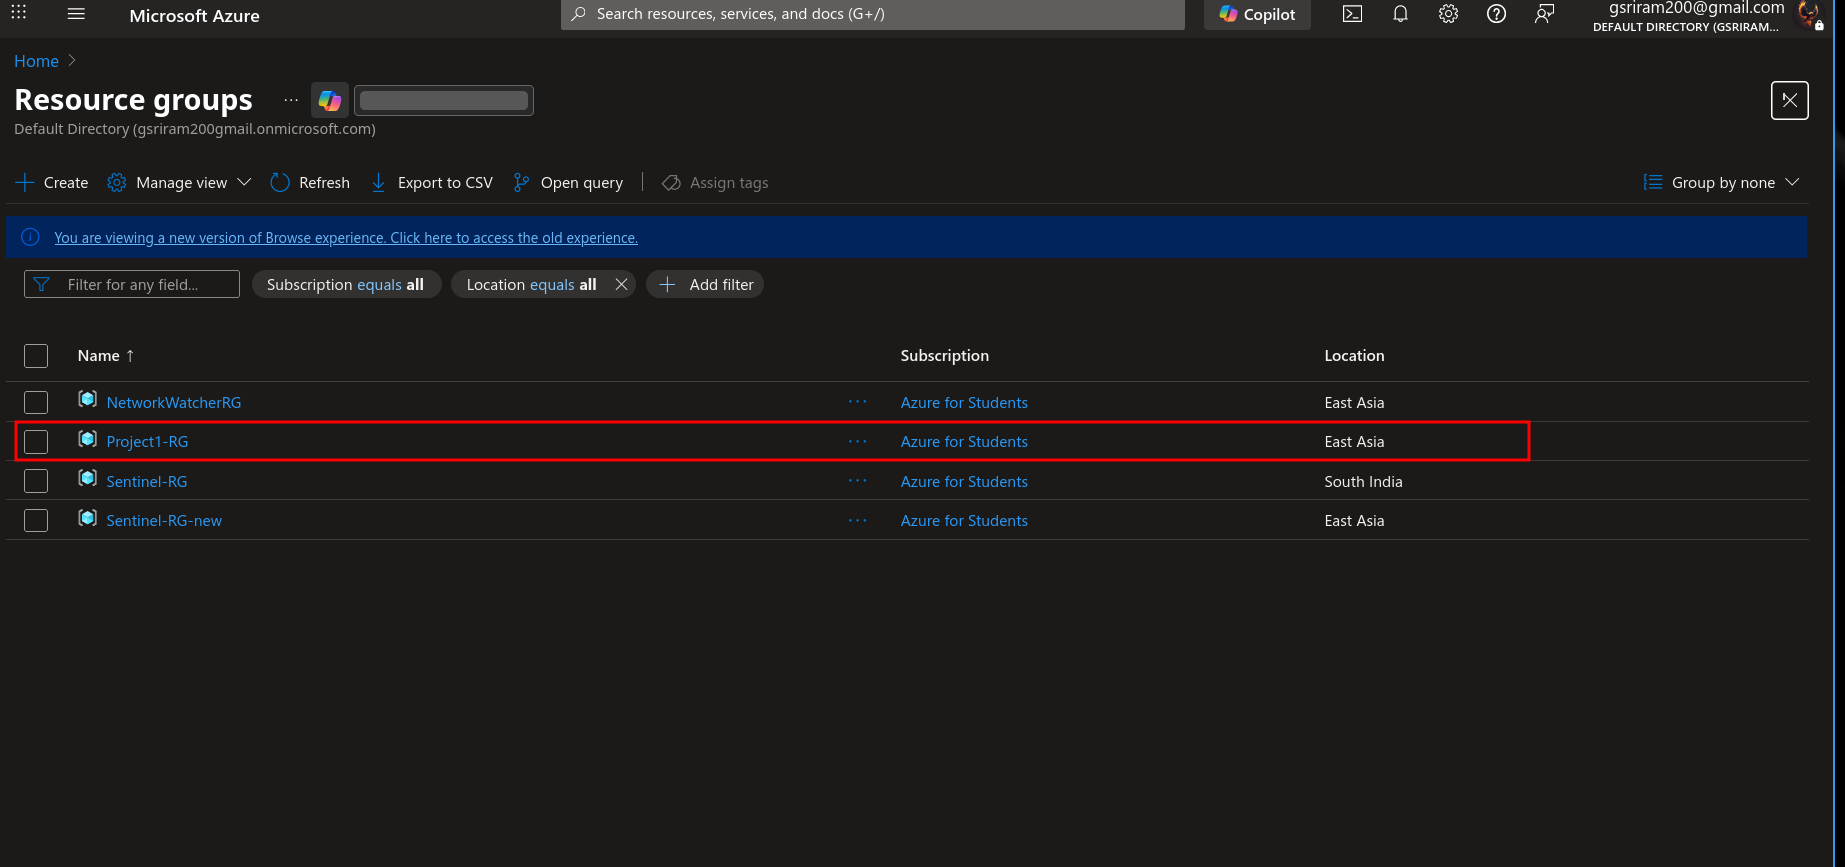 Microsoft Azure
Search resources, services, and docs (G+/)
Copilot
gsriram200@gmail.com
DEFAULT DIRECTORY (GSRIRAM...
Home
Resource groups ...
Default Directory (gsriram200gmail.onmicrosoft.com)
Create Manage view Refresh Export to CSV Open query Assign tags Group by none
You are viewing a new version of Browse experience. Click here to access the old experience.
Filter for any field... Subscription equals all Location equals all Add filter
Name ↑ Subscription Location
NetworkWatcherRG ... Azure for Students East Asia
Project1-RG ... Azure for Students East Asia
Sentinel-RG ... Azure for Students South India
Sentinel-RG-new ... Azure for Students East Asia